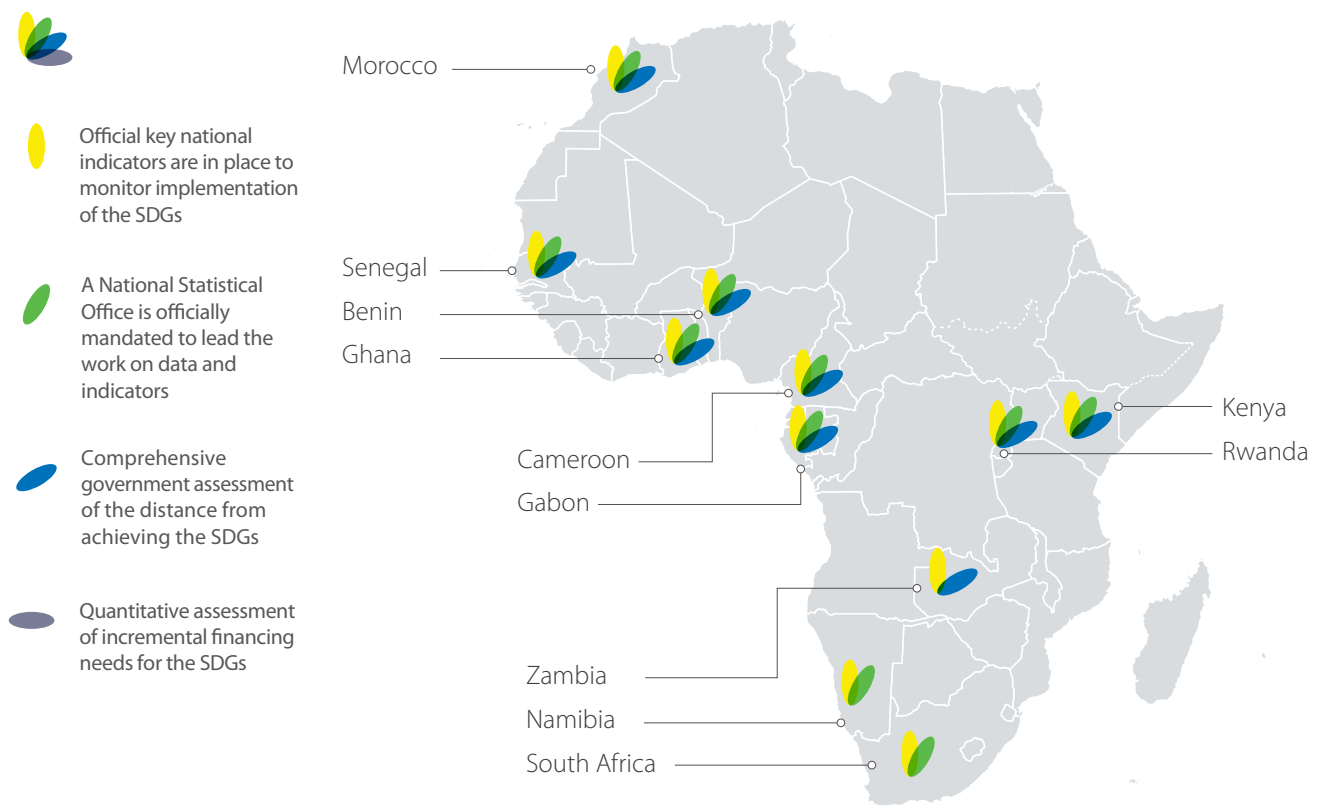 Official key national
indicators are in place to
monitor implementation
of the SDGs
A National Statistical
Office is officially
mandated to lead the
work on data and
indicators
Comprehensive
government assessment
of the distance from
achieving the SDGs
Quantitative assessment
of incremental financing
needs for the SDGs
Morocco
Senegal
Benin
Ghana
Cameroon
Gabon
Kenya
Rwanda
Zambia
Namibia
South Africa